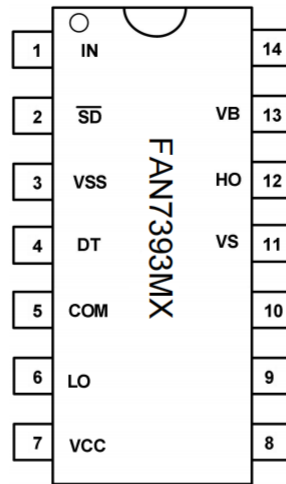 1 IN 14
2 SD VB 13
3 VSS HO 12
4 DT VS 11
5 COM 10
6 LO 9
7 VCC 8
FAN7393MX